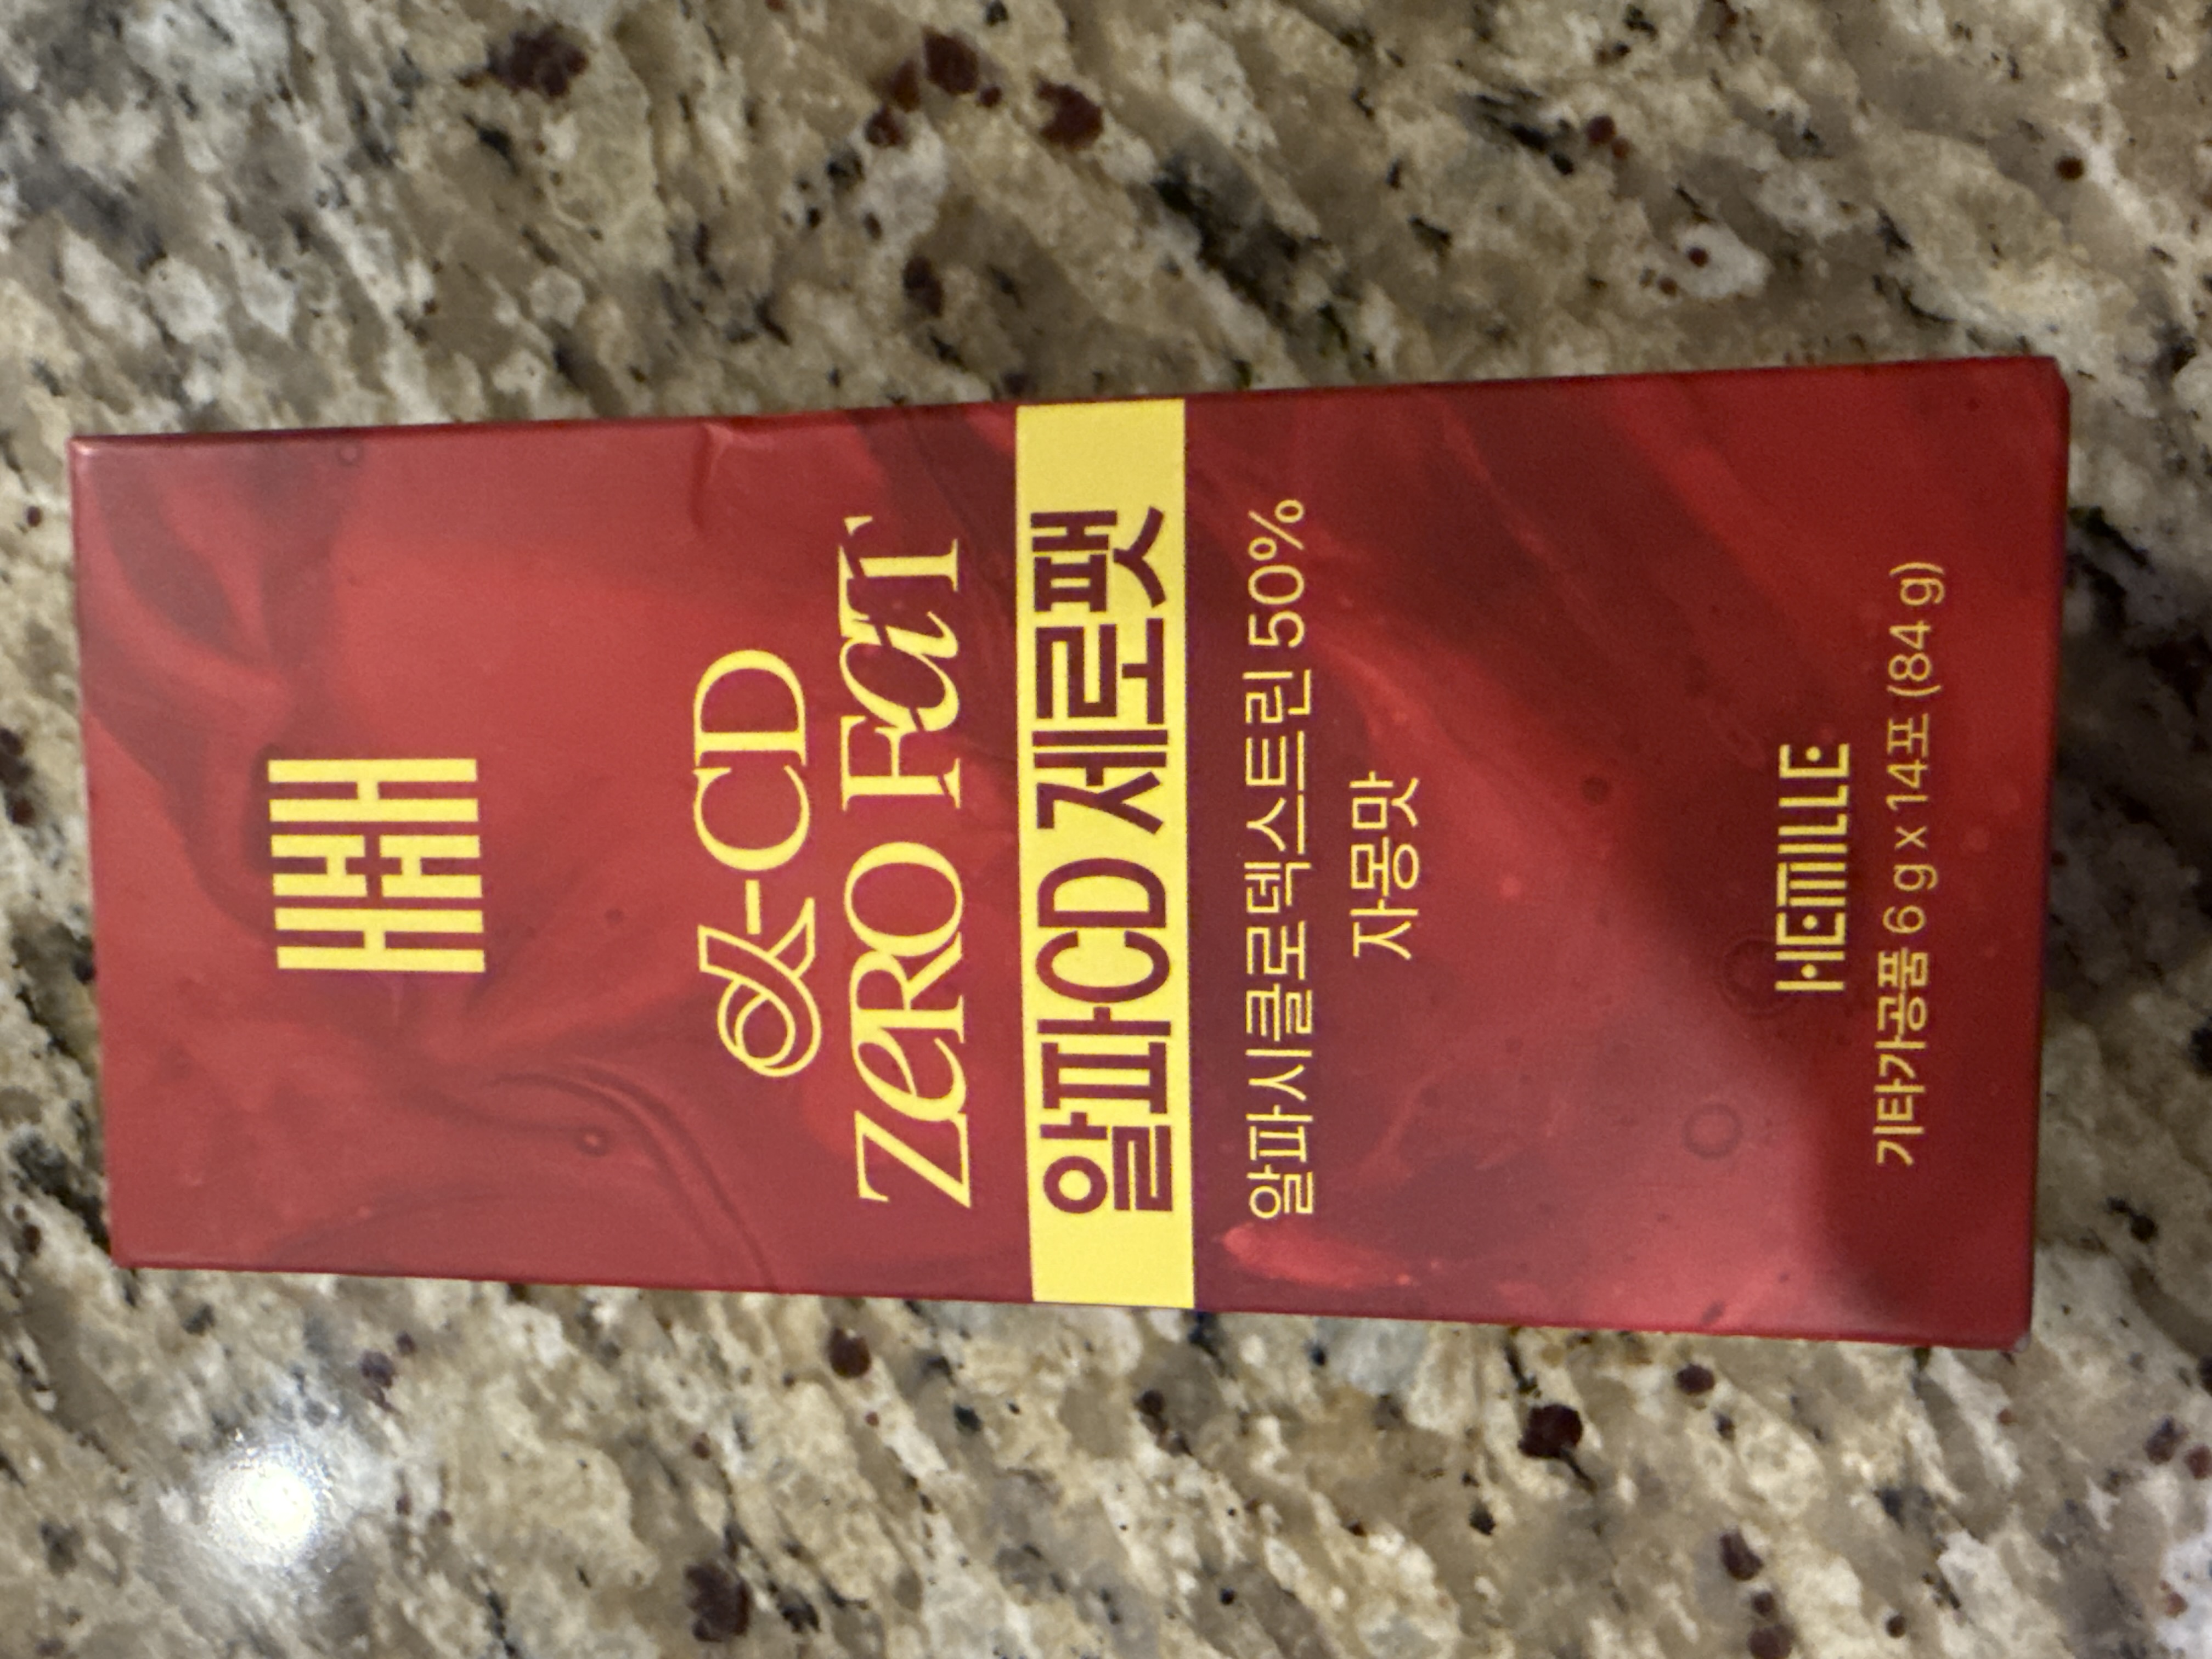 α-CD
ZeRO FaT
알파CD 제로팻
알파시클로덱스트린 50%
자몽맛
HEMILLE
기타가공품 6 g x 14포 (84 g)